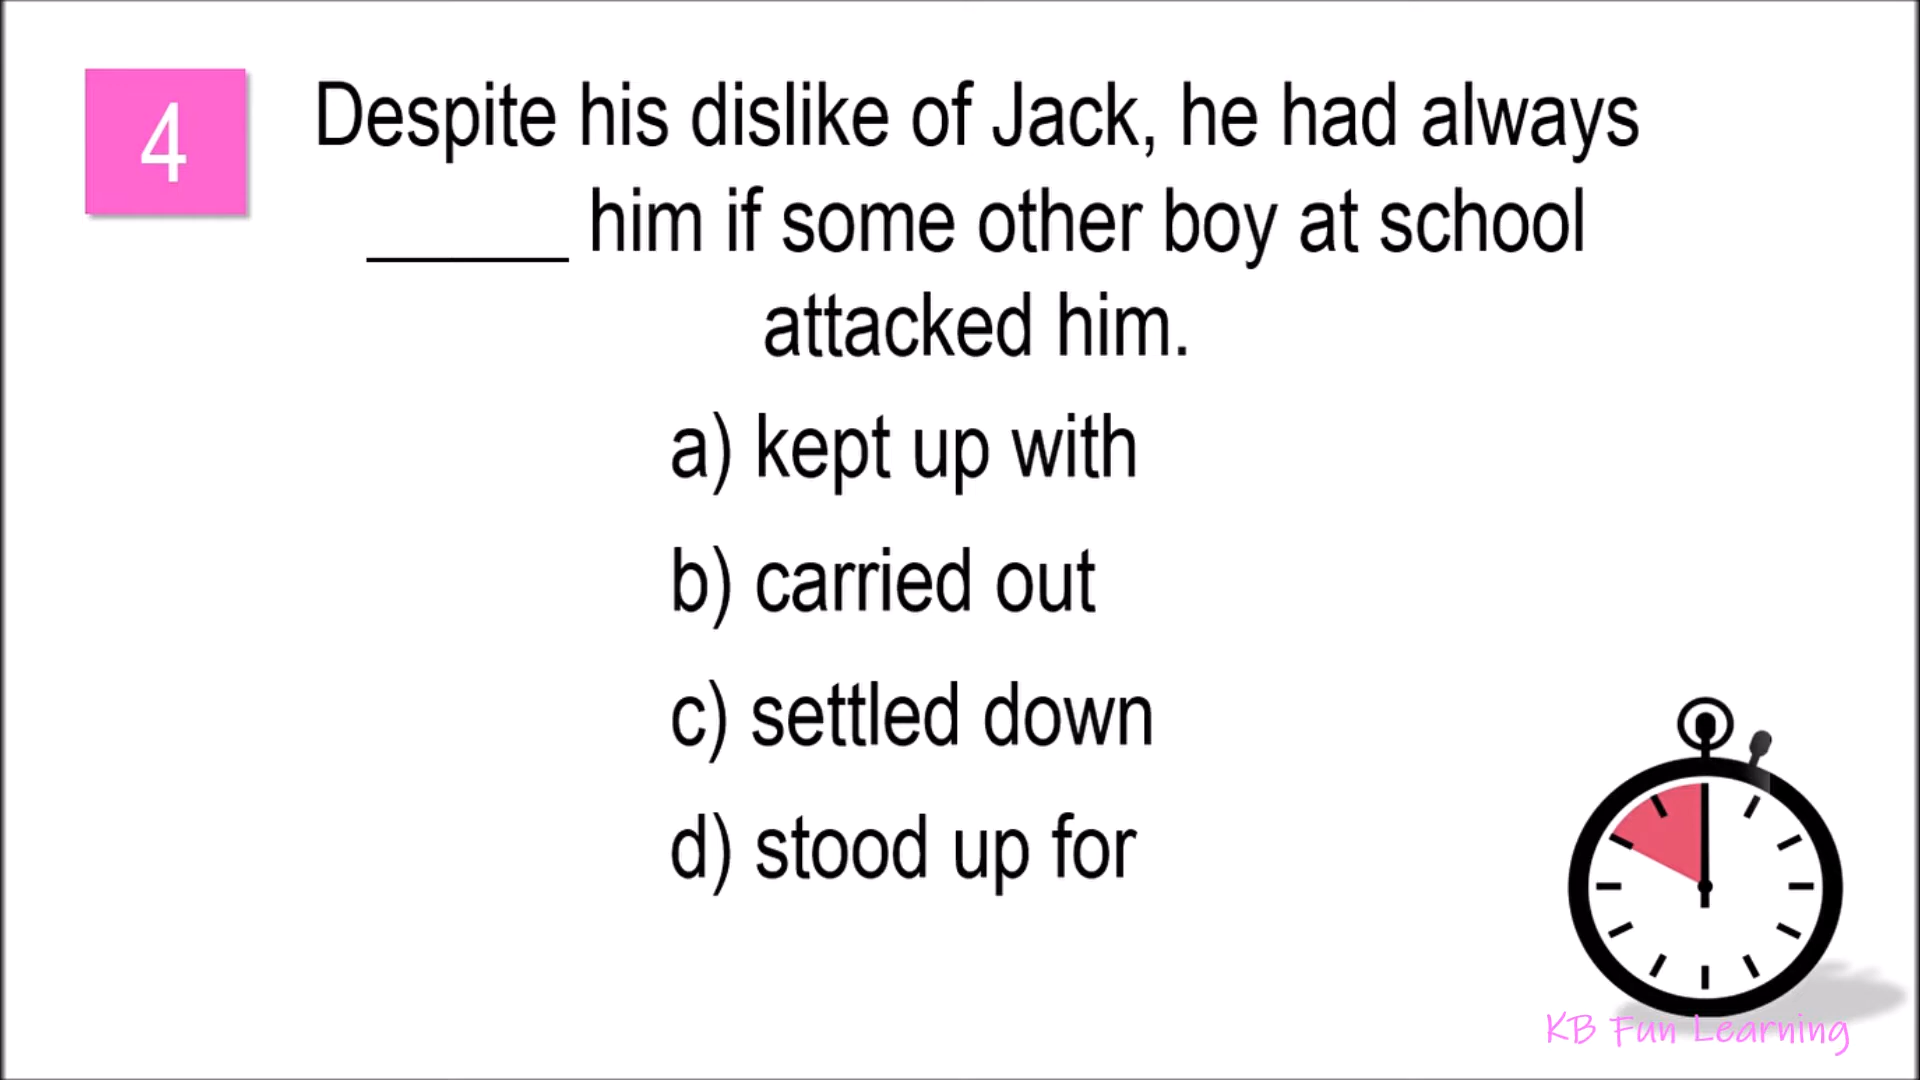 4
Despite his dislike of Jack, he had always
_____ him if some other boy at school
attacked him.
a) kept up with
b) carried out
c) settled down
d) stood up for
KB Fun Learning